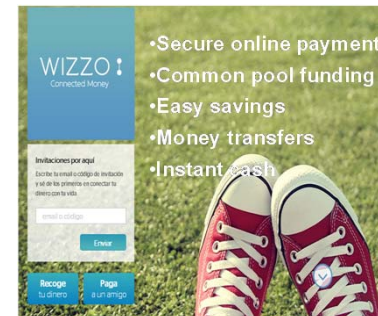 WIZZO
Connected Money
•Secure online payment
•Common pool funding
•Easy savings
•Money transfers
•Instant cash
Invitaciones por aquí
Escribe tu email o código de invitación
y sé de los primeros en conectar tu
dinero con tu vida.
email o código
Enviar
Recoge
tu dinero
Paga
a un amigo